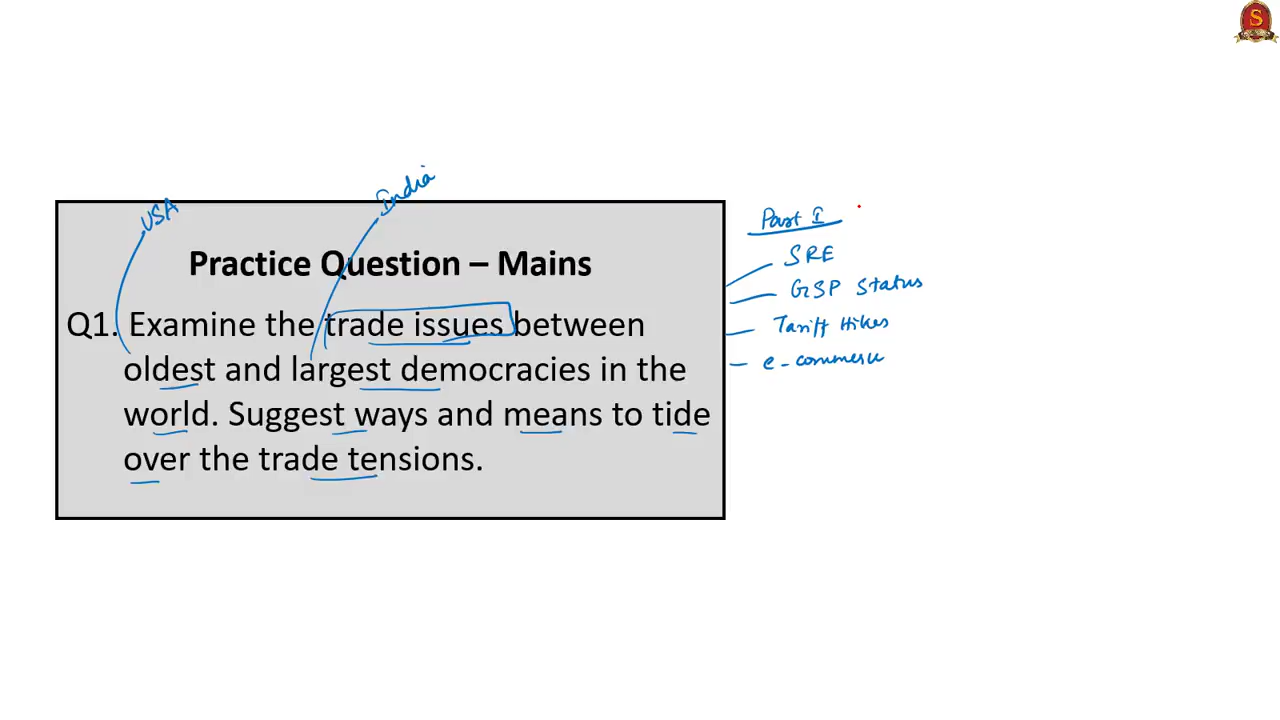 S
India
USA
Practice Question – Mains
Q1. Examine the trade issues between
oldest and largest democracies in the
world. Suggest ways and means to tide
over the trade tensions.
Part I
SRE
GSP Status
Tariff Hikes
e-commerce